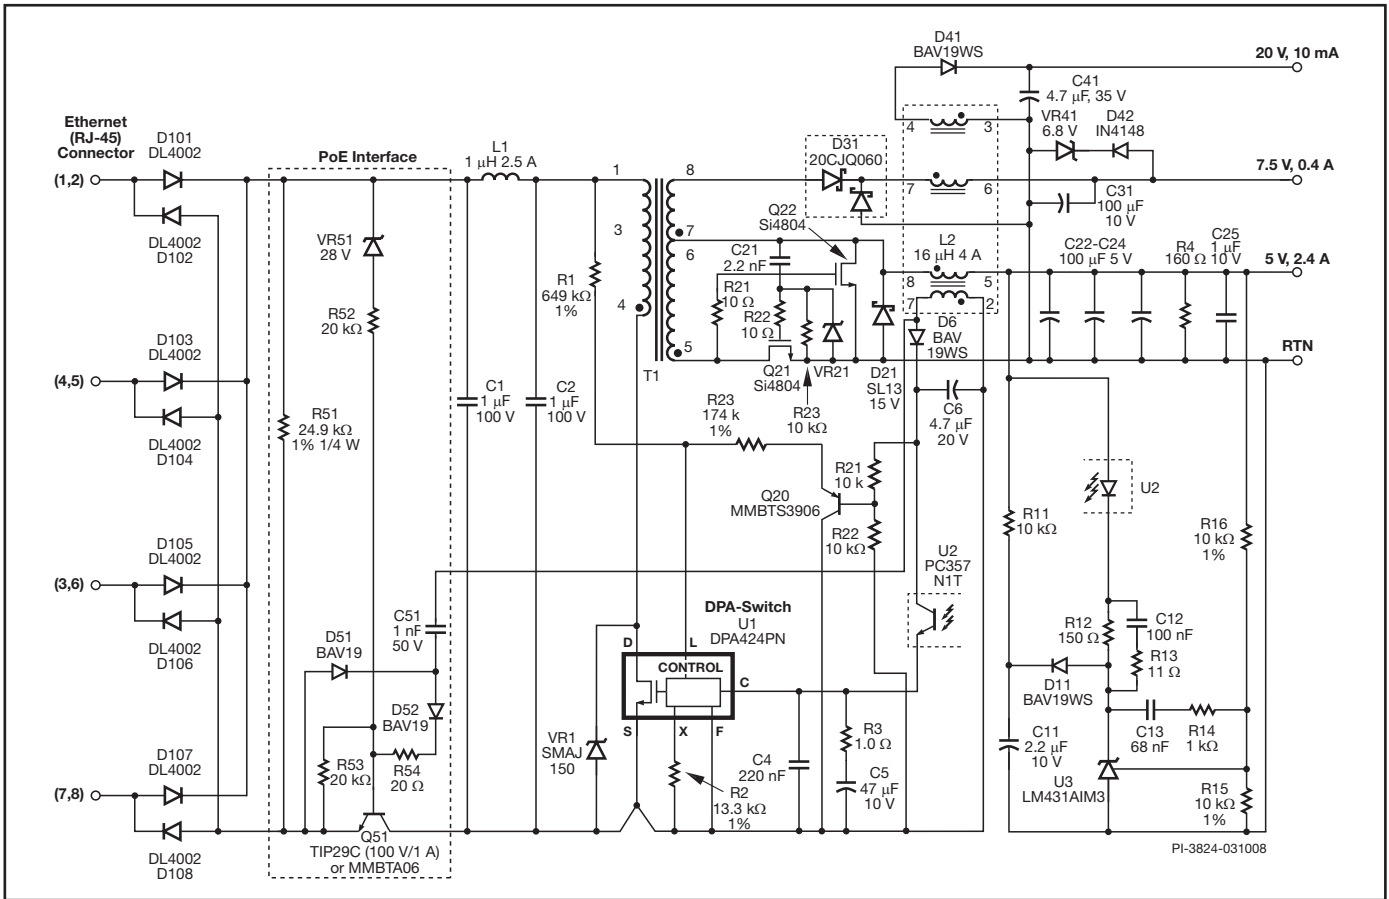 D41
BAV19WS
20 V, 10 mA
C41
4.7 µF, 35 V
Ethernet
(RJ-45)
Connector
D101
DL4002
PoE Interface
L1
1 µH 2.5 A
D31
20CJQ060
4
3
VR41
6.8 V
D42
IN4148
(1,2)
1
8
7
6
7.5 V, 0.4 A
DL4002
D102
VR51
28 V
3
Q22
Si4804
C31
100 µF
10 V
7
6
C21
2.2 nF
L2
16 µH 4 A
C22-C24
100 µF 5 V
R4
160 Ω
C25
1 µF
10 V
R1
649 kΩ
1%
8
5
5 V, 2.4 A
R52
20 kΩ
4
R21
10 Ω
R22
10 Ω
7
2
D6
BAV
19WS
D103
DL4002
5
RTN
T1
Q21
Si4804
VR21
D21
SL13
15 V
(4,5)
C1
1 µF
100 V
C2
1 µF
100 V
R23
174 k
1%
R23
10 kΩ
C6
4.7 µF
20 V
R51
24.9 kΩ
1% 1/4 W
DL4002
D104
R21
10 k
U2
Q20
MMBTS3906
R11
10 kΩ
R16
10 kΩ
1%
R22
10 kΩ
D105
DL4002
U2
PC357
N1T
(3,6)
C51
1 nF
50 V
DPA-Switch
U1
DPA424PN
R12
150 Ω
C12
100 nF
DL4002
D106
D51
BAV19
D
L
CONTROL
C
R13
11 Ω
D11
BAV19WS
D52
BAV19
S
X
F
C13
68 nF
R14
1 kΩ
D107
DL4002
VR1
SMAJ
150
R3
1.0 Ω
C11
2.2 µF
10 V
R53
20 kΩ
R54
20 Ω
C4
220 nF
C5
47 µF
10 V
U3
LM431AIM3
(7,8)
R2
13.3 kΩ
1%
R15
10 kΩ
1%
DL4002
D108
Q51
TIP29C (100 V/1 A)
or MMBTA06
PI-3824-031008